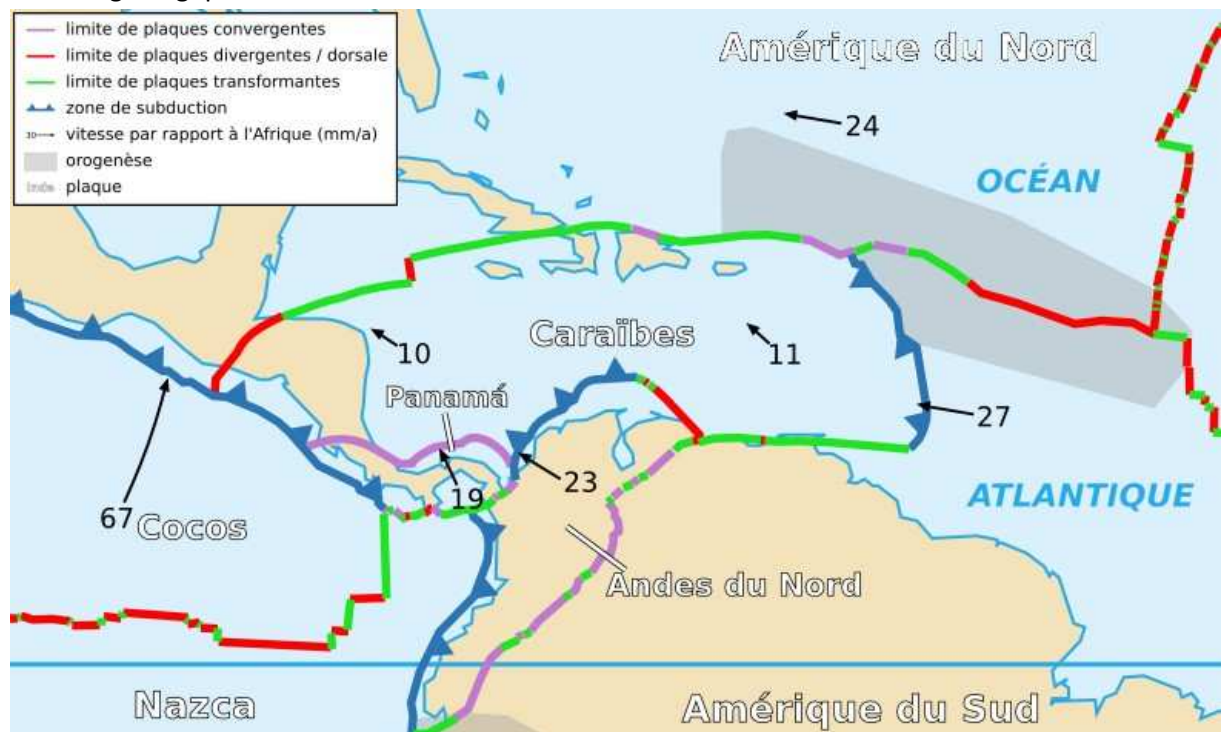 limite de plaques convergentes
limite de plaques divergentes / dorsale
limite de plaques transformantes
zone de subduction
vitesse par rapport à l'Afrique (mm/a)
orogenèse
plaque
Amérique du Nord
24
OCÉAN
Caraïbes
10
11
Panamá
27
19
23
67
Cocos
ATLANTIQUE
Andes du Nord
Nazca
Amérique du Sud